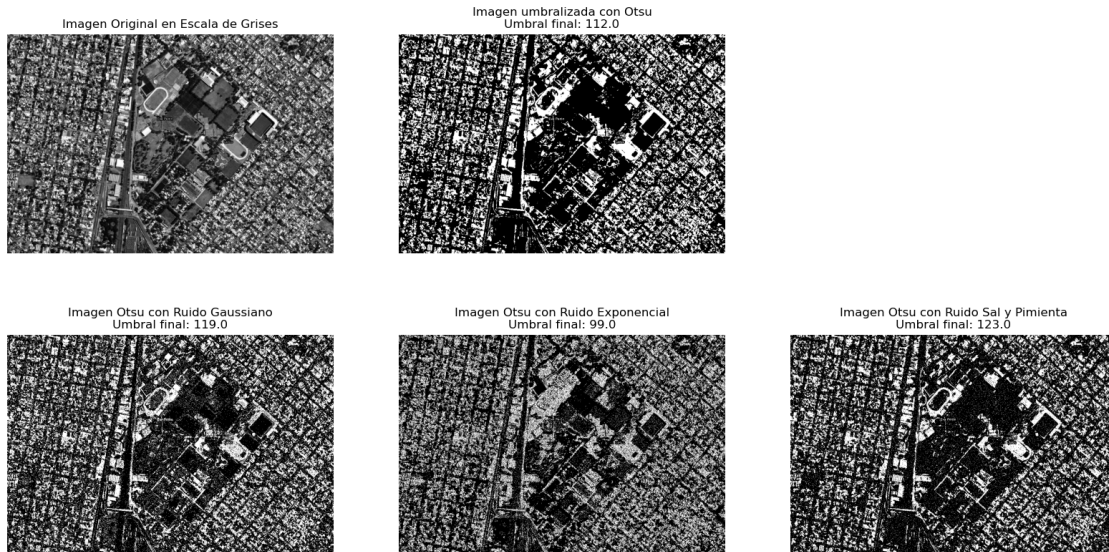 Imagen Original en Escala de Grises
Imagen umbralizada con Otsu
Umbral final: 112.0
Imagen Otsu con Ruido Gaussiano
Umbral final: 119.0
Imagen Otsu con Ruido Exponencial
Umbral final: 99.0
Imagen Otsu con Ruido Sal y Pimienta
Umbral final: 123.0